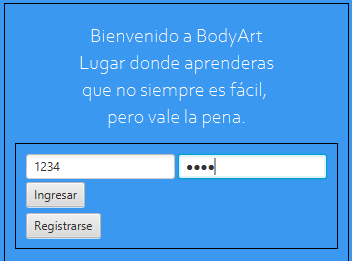 Bienvenido a BodyArt
Lugar donde aprenderas
que no siempre es fácil,
pero vale la pena.
1234
●●●●
Ingresar
Registrarse